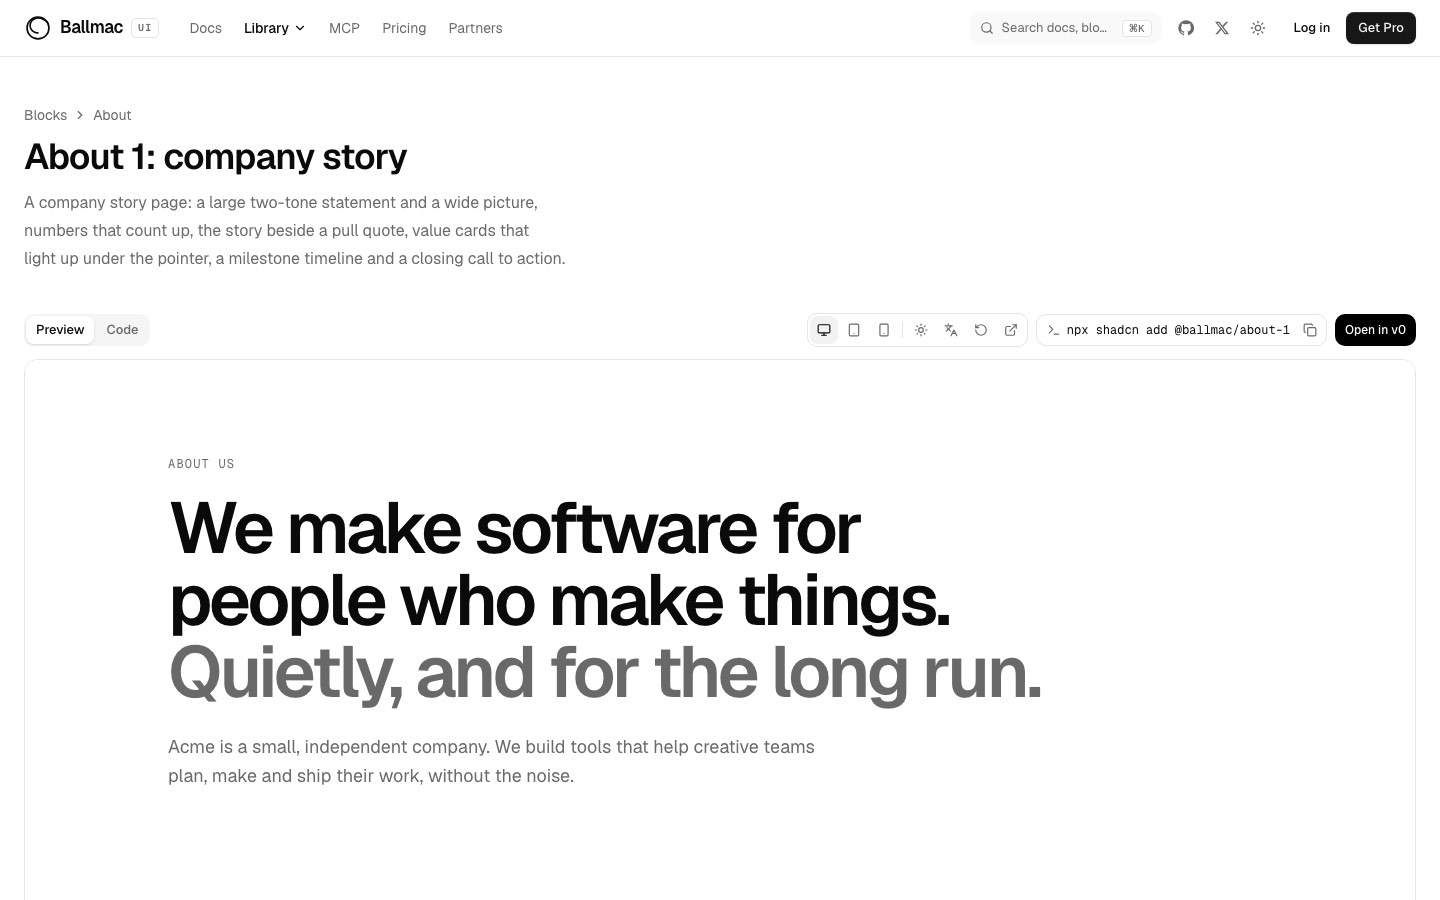 Ballmac UI Docs Library MCP Pricing Partners Search docs, blo... ⌘K Log in Get Pro
Blocks > About
About 1: company story
A company story page: a large two-tone statement and a wide picture,
numbers that count up, the story beside a pull quote, value cards that
light up under the pointer, a milestone timeline and a closing call to action.
Preview Code npx shadcn add @ballmac/about-1 Open in v0
ABOUT US
We make software for
people who make things.
Quietly, and for the long run.
Acme is a small, independent company. We build tools that help creative teams
plan, make and ship their work, without the noise.